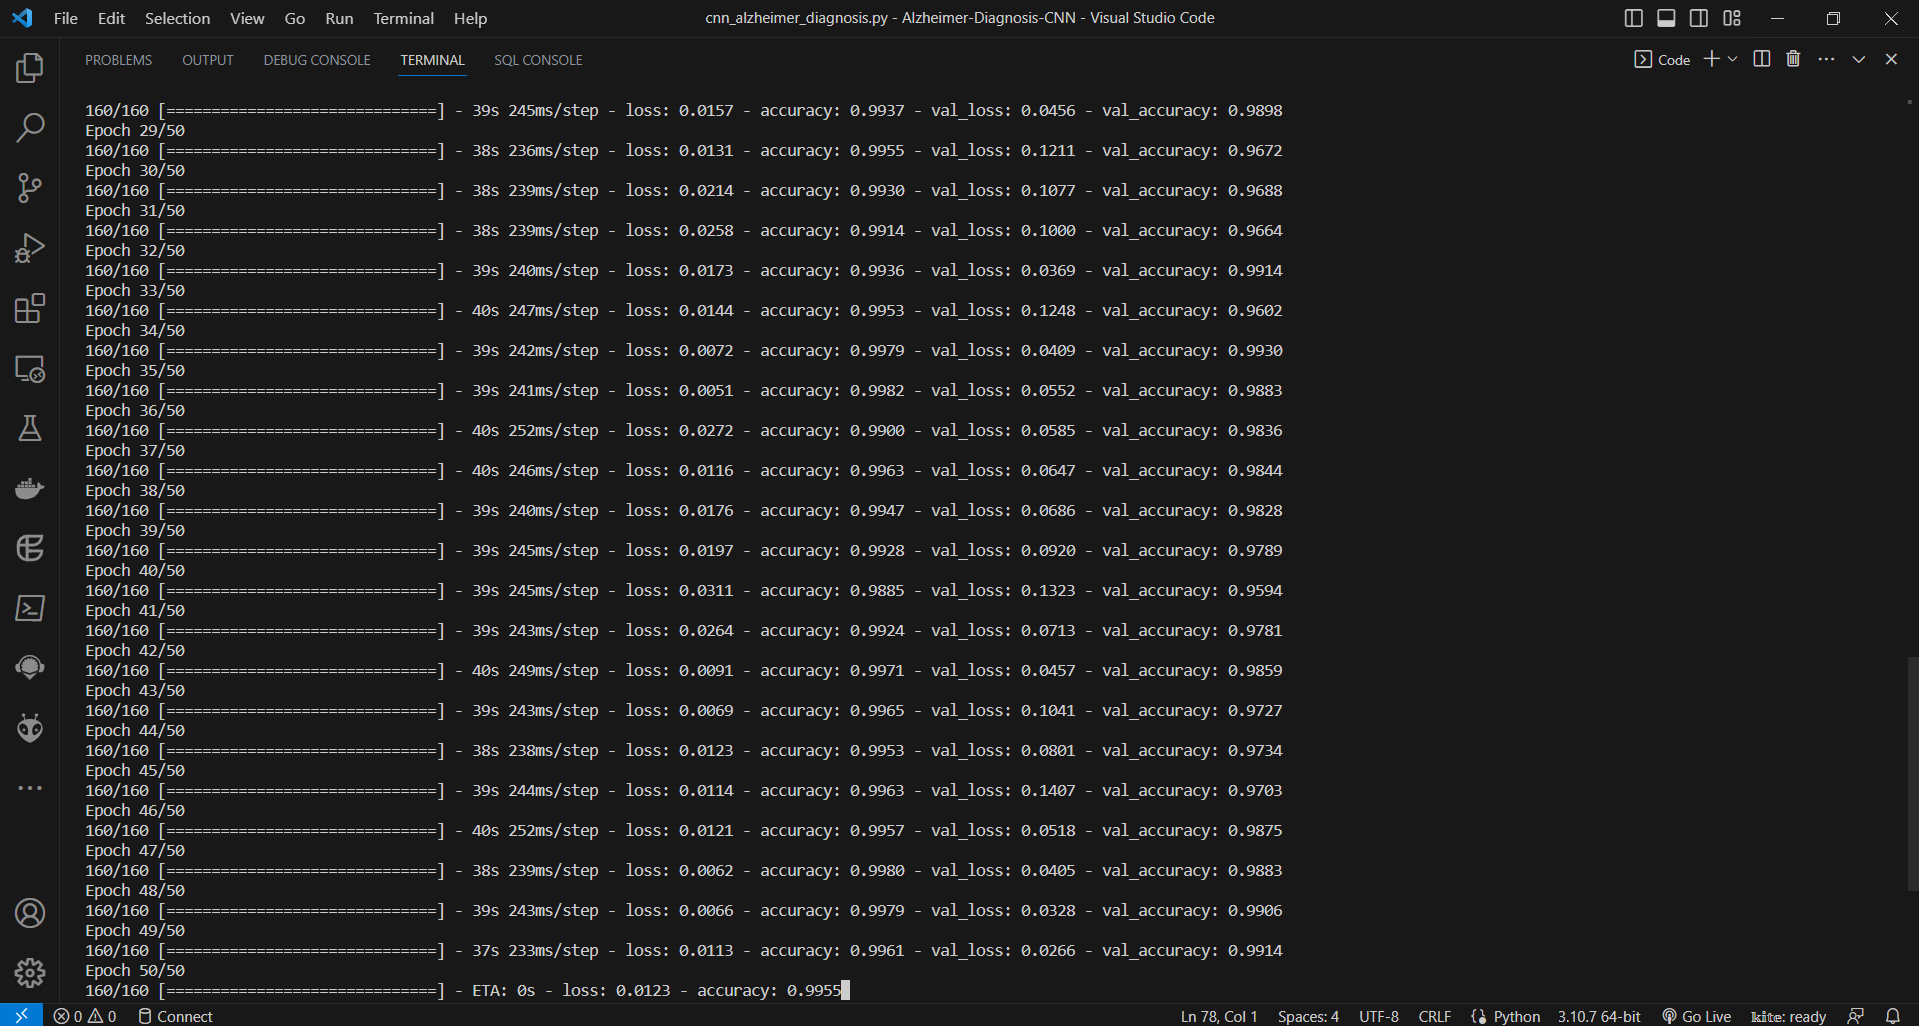 File Edit Selection View Go Run Terminal Help cnn_alzheimer_diagnosis.py - Alzheimer-Diagnosis-CNN - Visual Studio Code
PROBLEMS OUTPUT DEBUG CONSOLE TERMINAL SQL CONSOLE Code
160/160 [==============================] - 39s 245ms/step - loss: 0.0157 - accuracy: 0.9937 - val_loss: 0.0456 - val_accuracy: 0.9898
Epoch 29/50
160/160 [==============================] - 38s 236ms/step - loss: 0.0131 - accuracy: 0.9955 - val_loss: 0.1211 - val_accuracy: 0.9672
Epoch 30/50
160/160 [==============================] - 38s 239ms/step - loss: 0.0214 - accuracy: 0.9930 - val_loss: 0.1077 - val_accuracy: 0.9688
Epoch 31/50
160/160 [==============================] - 38s 239ms/step - loss: 0.0258 - accuracy: 0.9914 - val_loss: 0.1000 - val_accuracy: 0.9664
Epoch 32/50
160/160 [==============================] - 39s 240ms/step - loss: 0.0173 - accuracy: 0.9936 - val_loss: 0.0369 - val_accuracy: 0.9914
Epoch 33/50
160/160 [==============================] - 40s 247ms/step - loss: 0.0144 - accuracy: 0.9953 - val_loss: 0.1248 - val_accuracy: 0.9602
Epoch 34/50
160/160 [==============================] - 39s 242ms/step - loss: 0.0072 - accuracy: 0.9979 - val_loss: 0.0409 - val_accuracy: 0.9930
Epoch 35/50
160/160 [==============================] - 39s 241ms/step - loss: 0.0051 - accuracy: 0.9982 - val_loss: 0.0552 - val_accuracy: 0.9883
Epoch 36/50
160/160 [==============================] - 40s 252ms/step - loss: 0.0272 - accuracy: 0.9900 - val_loss: 0.0585 - val_accuracy: 0.9836
Epoch 37/50
160/160 [==============================] - 40s 246ms/step - loss: 0.0116 - accuracy: 0.9963 - val_loss: 0.0647 - val_accuracy: 0.9844
Epoch 38/50
160/160 [==============================] - 39s 240ms/step - loss: 0.0176 - accuracy: 0.9947 - val_loss: 0.0686 - val_accuracy: 0.9828
Epoch 39/50
160/160 [==============================] - 39s 245ms/step - loss: 0.0197 - accuracy: 0.9928 - val_loss: 0.0920 - val_accuracy: 0.9789
Epoch 40/50
160/160 [==============================] - 39s 245ms/step - loss: 0.0311 - accuracy: 0.9885 - val_loss: 0.1323 - val_accuracy: 0.9594
Epoch 41/50
160/160 [==============================] - 39s 243ms/step - loss: 0.0264 - accuracy: 0.9924 - val_loss: 0.0713 - val_accuracy: 0.9781
Epoch 42/50
160/160 [==============================] - 40s 249ms/step - loss: 0.0091 - accuracy: 0.9971 - val_loss: 0.0457 - val_accuracy: 0.9859
Epoch 43/50
160/160 [==============================] - 39s 243ms/step - loss: 0.0069 - accuracy: 0.9965 - val_loss: 0.1041 - val_accuracy: 0.9727
Epoch 44/50
160/160 [==============================] - 38s 238ms/step - loss: 0.0123 - accuracy: 0.9953 - val_loss: 0.0801 - val_accuracy: 0.9734
Epoch 45/50
160/160 [==============================] - 39s 244ms/step - loss: 0.0114 - accuracy: 0.9963 - val_loss: 0.1407 - val_accuracy: 0.9703
Epoch 46/50
160/160 [==============================] - 40s 252ms/step - loss: 0.0121 - accuracy: 0.9957 - val_loss: 0.0518 - val_accuracy: 0.9875
Epoch 47/50
160/160 [==============================] - 38s 239ms/step - loss: 0.0062 - accuracy: 0.9980 - val_loss: 0.0405 - val_accuracy: 0.9883
Epoch 48/50
160/160 [==============================] - 39s 243ms/step - loss: 0.0066 - accuracy: 0.9979 - val_loss: 0.0328 - val_accuracy: 0.9906
Epoch 49/50
160/160 [==============================] - 37s 233ms/step - loss: 0.0113 - accuracy: 0.9961 - val_loss: 0.0266 - val_accuracy: 0.9914
Epoch 50/50
160/160 [==============================] - ETA: 0s - loss: 0.0123 - accuracy: 0.9955
0 0 Connect Ln 78, Col 1 Spaces: 4 UTF-8 CRLF Python 3.10.7 64-bit Go Live kite: ready